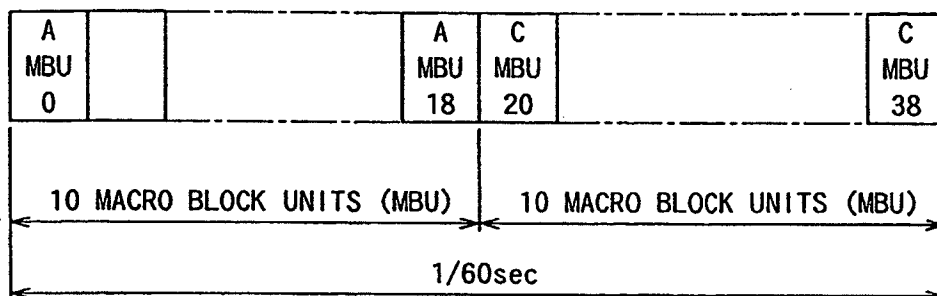 A MBU 0
A MBU 18
C MBU 20
C MBU 38
10 MACRO BLOCK UNITS (MBU)
10 MACRO BLOCK UNITS (MBU)
1/60sec